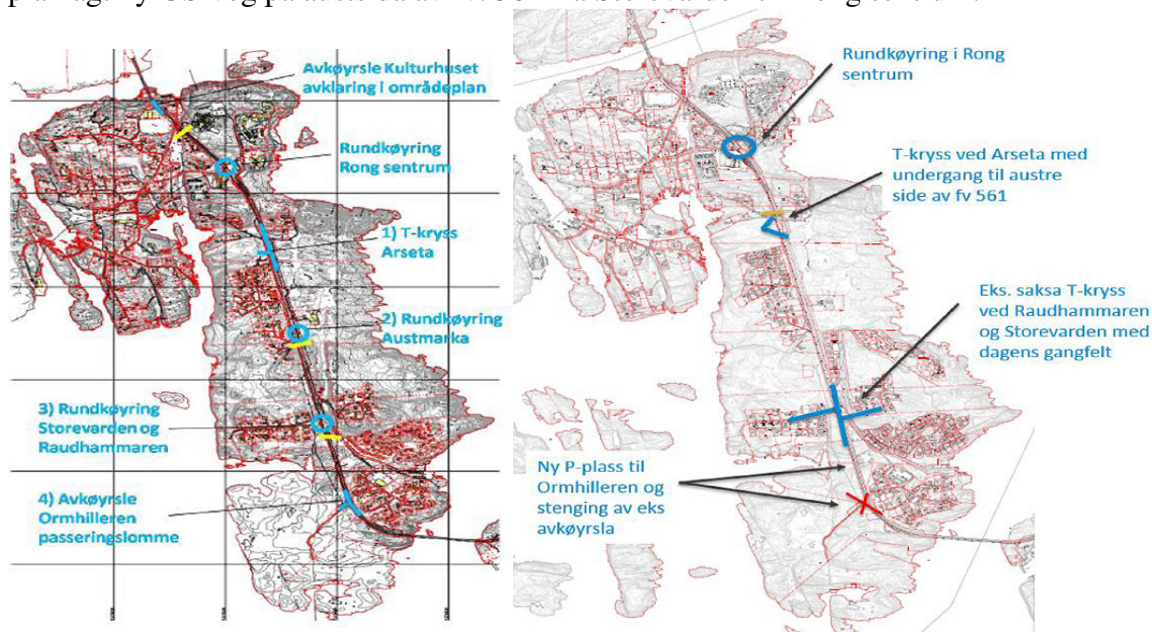 Avkøyrsle Kulturhuset
avklaring i områdeplan
Rundkøyring
Rong sentrum
1) T-kryss
Arseta
2) Rundkøyring
Austmarka
3) Rundkøyring
Storevarden og
Raudhammaren
4) Avkøyrsle
Ormhilleren
passeringslomme
Rundkøyring i Rong
sentrum
T-kryss ved Arseta med
undergang til austre
side av fv 561
Eks. saksa T-kryss
ved Raudhammaren
og Storevarden med
dagens gangfelt
Ny P-plass til
Ormhilleren og
stenging av eks
avkøyrsla